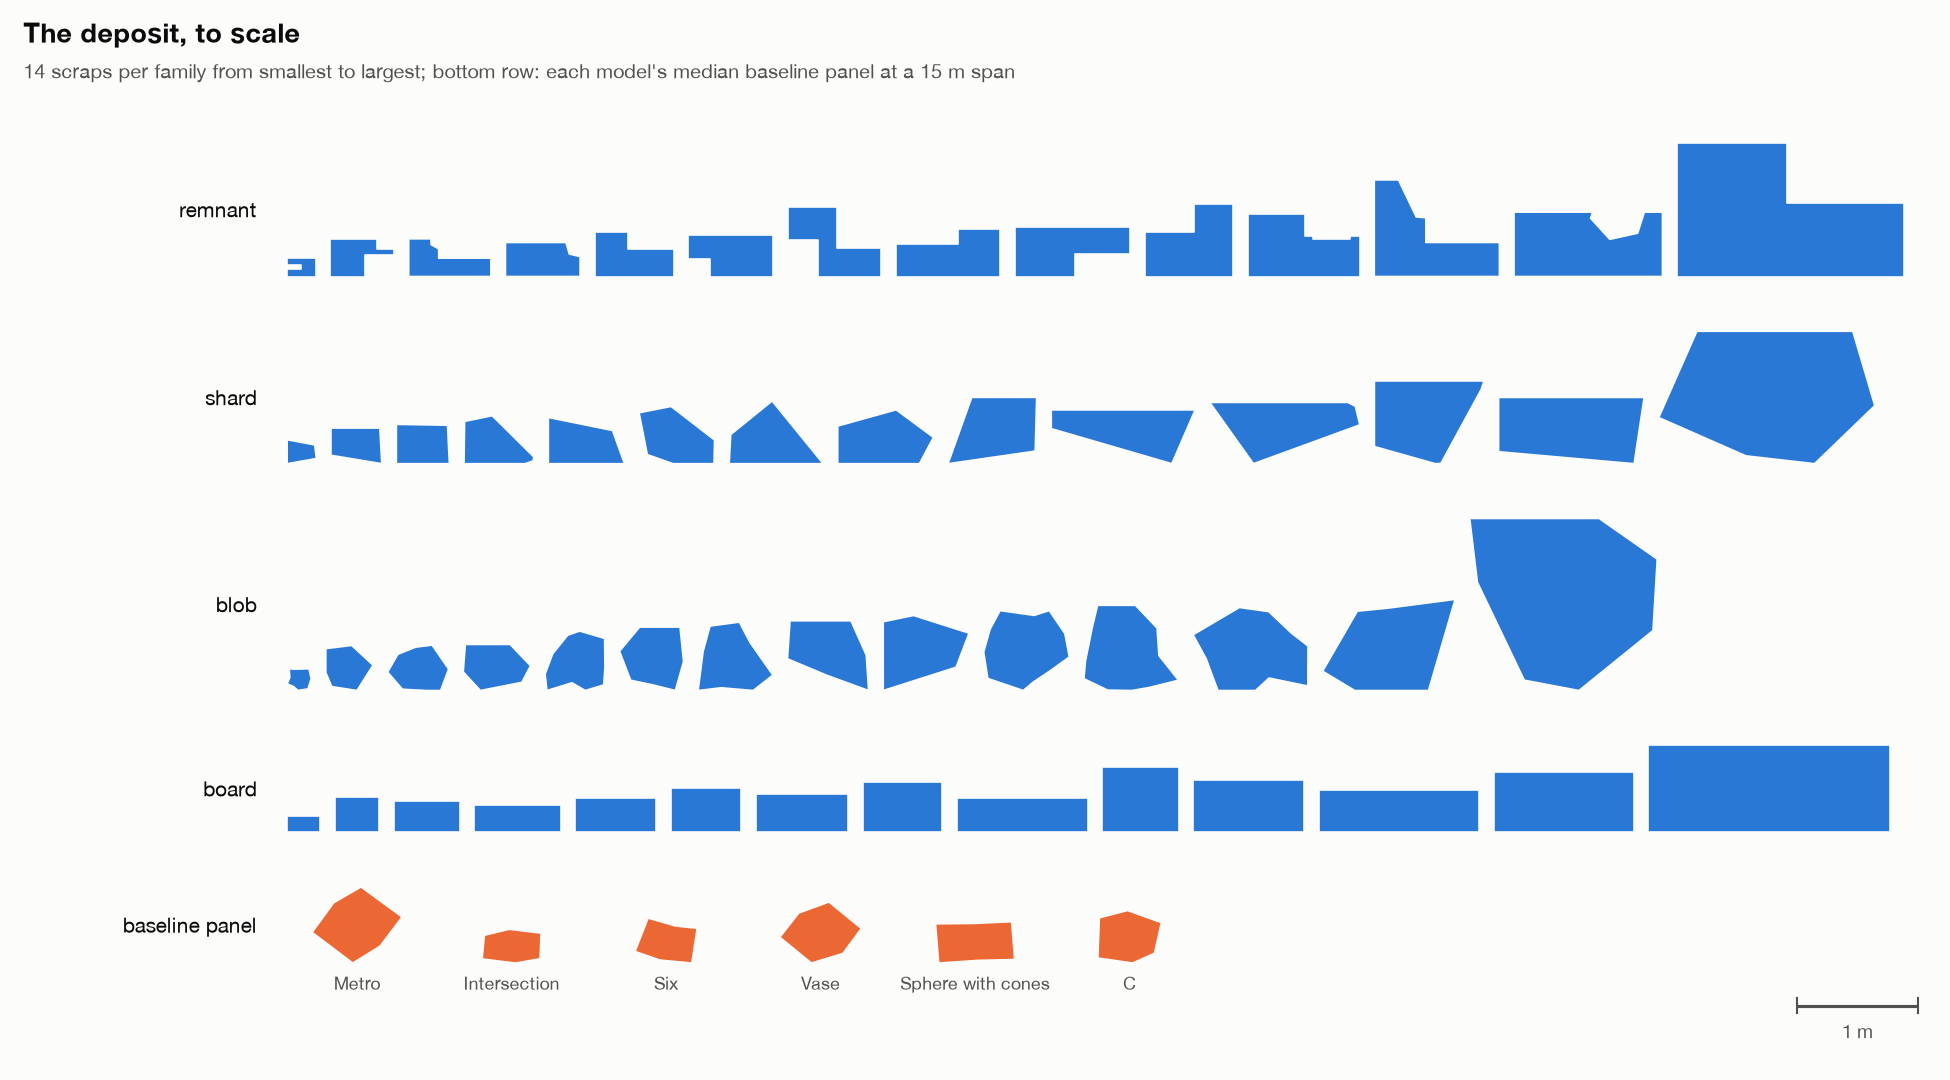 The deposit, to scale
14 scraps per family from smallest to largest; bottom row: each model's median baseline panel at a 15 m span
remnant
shard
blob
board
baseline panel
Metro
Intersection
Six
Vase
Sphere with cones
C
1 m